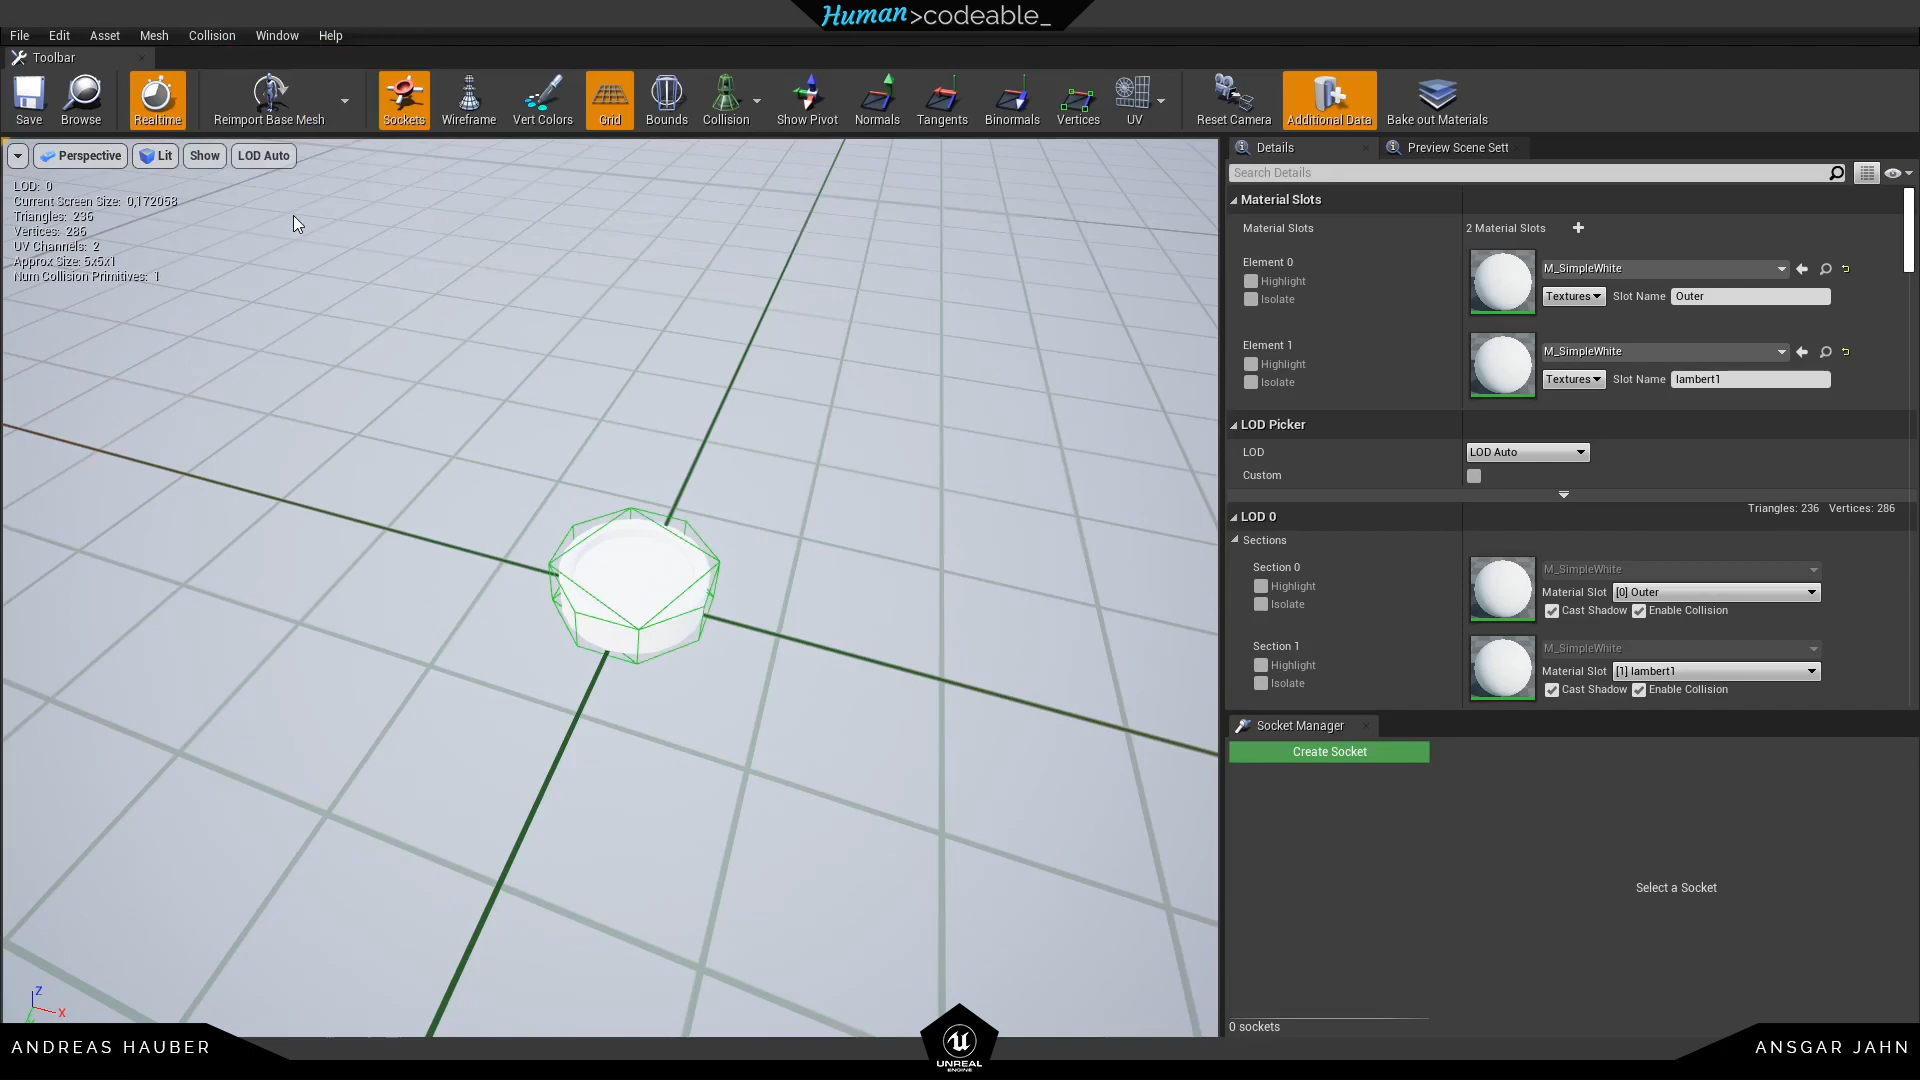 Human>codeable_
File Edit Asset Mesh Collision Window Help
Toolbar
Save Browse Realtime Reimport Base Mesh Sockets Wireframe Vert Colors Grid Bounds Collision Show Pivot Normals Tangents Binormals Vertices UV Reset Camera Additional Data Bake out Materials
Perspective Lit Show LOD Auto
LOD: 0
Current Screen Size: 0,172058
Triangles: 236
Vertices: 286
UV Channels: 2
Approx Size: 5x5x1
Num Collision Primitives: 1
Z
X
Details Preview Scene Sett
Search Details
Material Slots
Material Slots 2 Material Slots
Element 0 M_SimpleWhite
Highlight
Isolate Textures Slot Name Outer
Element 1 M_SimpleWhite
Highlight
Isolate Textures Slot Name lambert1
LOD Picker
LOD LOD Auto
Custom
LOD 0 Triangles: 236 Vertices: 286
Sections
Section 0 M_SimpleWhite
Highlight Material Slot [0] Outer
Isolate Cast Shadow Enable Collision
Section 1 M_SimpleWhite
Highlight Material Slot [1] lambert1
Isolate Cast Shadow Enable Collision
Socket Manager
Create Socket
Select a Socket
0 sockets
ANDREAS HAUBER
UNREAL
ENGINE
ANSGAR JAHN